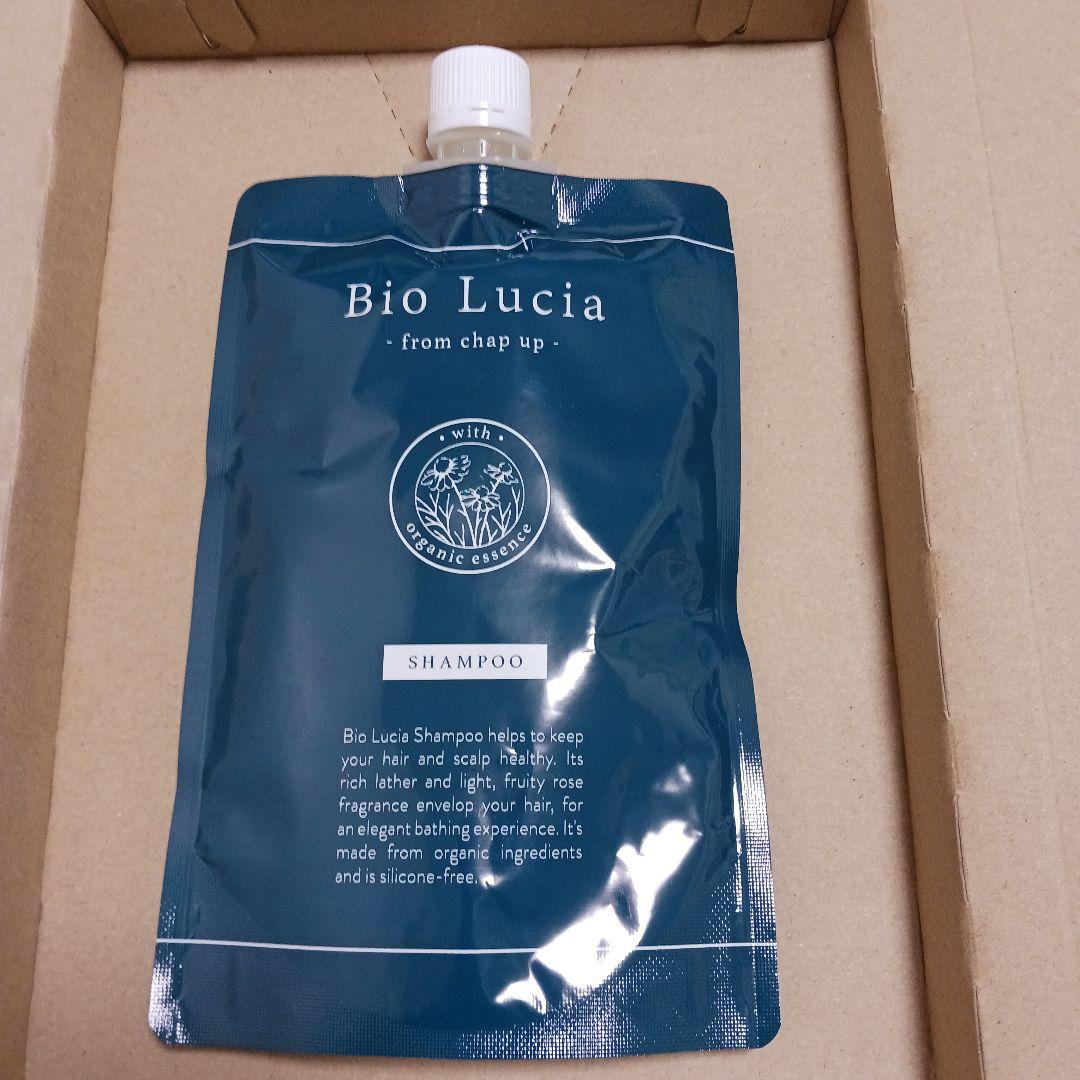 Bio Lucia
- from chap up -
• with •
organic essence
SHAMPOO
Bio Lucia Shampoo helps to keep
your hair and scalp healthy. Its
rich lather and light, fruity rose
fragrance envelop your hair, for
an elegant bathing experience. It's
made from organic ingredients
and is silicone-free.